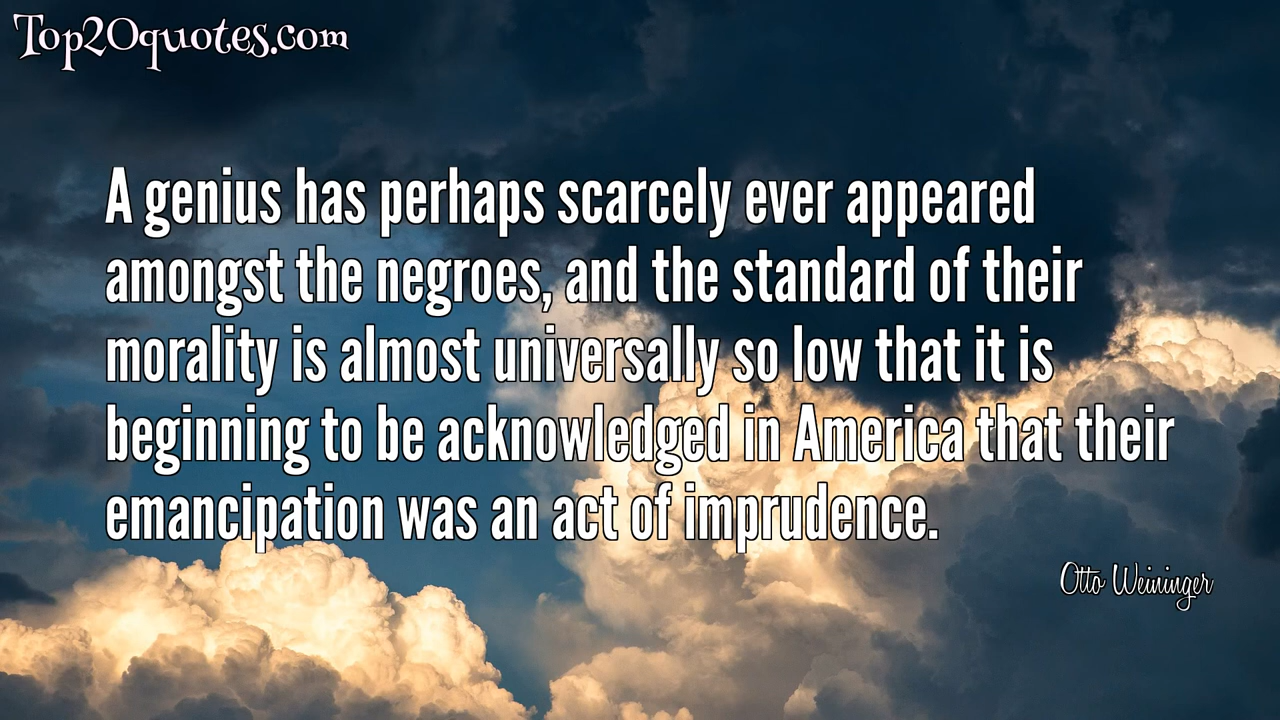 Top20quotes.com
A genius has perhaps scarcely ever appeared
amongst the negroes, and the standard of their
morality is almost universally so low that it is
beginning to be acknowledged in America that their
emancipation was an act of imprudence.
Otto Weininger